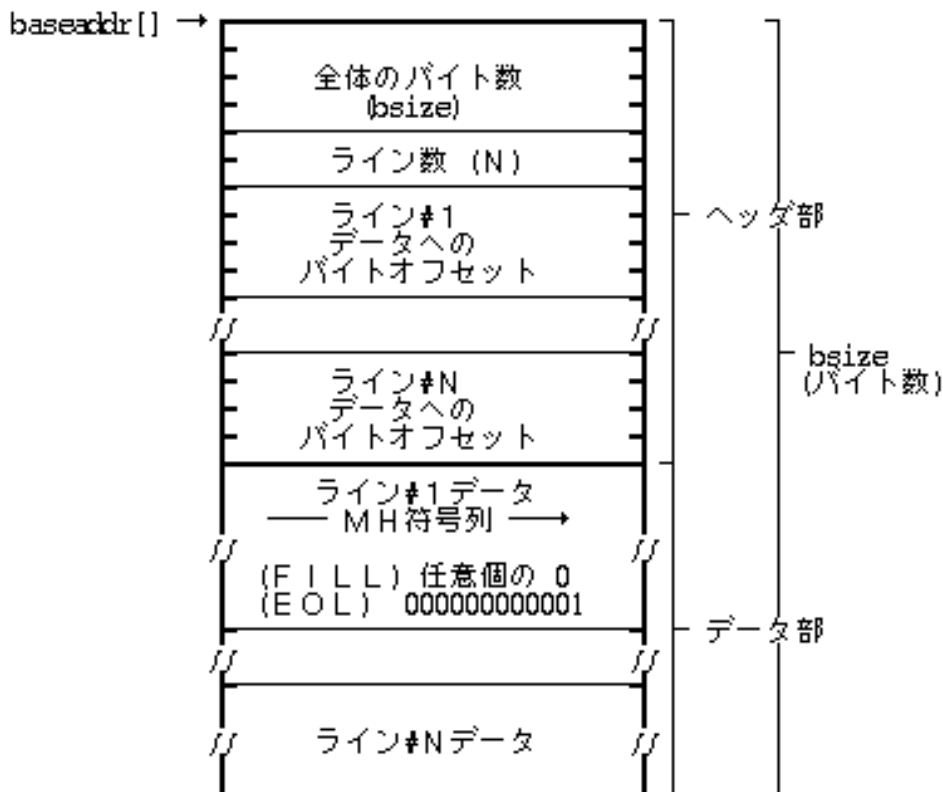 baseaddr[]
全体のバイト数
(bsize)
ライン数 (N)
ライン#1
データへの
バイトオフセット
ヘッダ部
ライン#N
データへの
バイトオフセット
bsize
(バイト数)
ライン#1データ
MH符号列
(FILL) 任意個の 0
(EOL) 000000000001
データ部
ライン#Nデータ